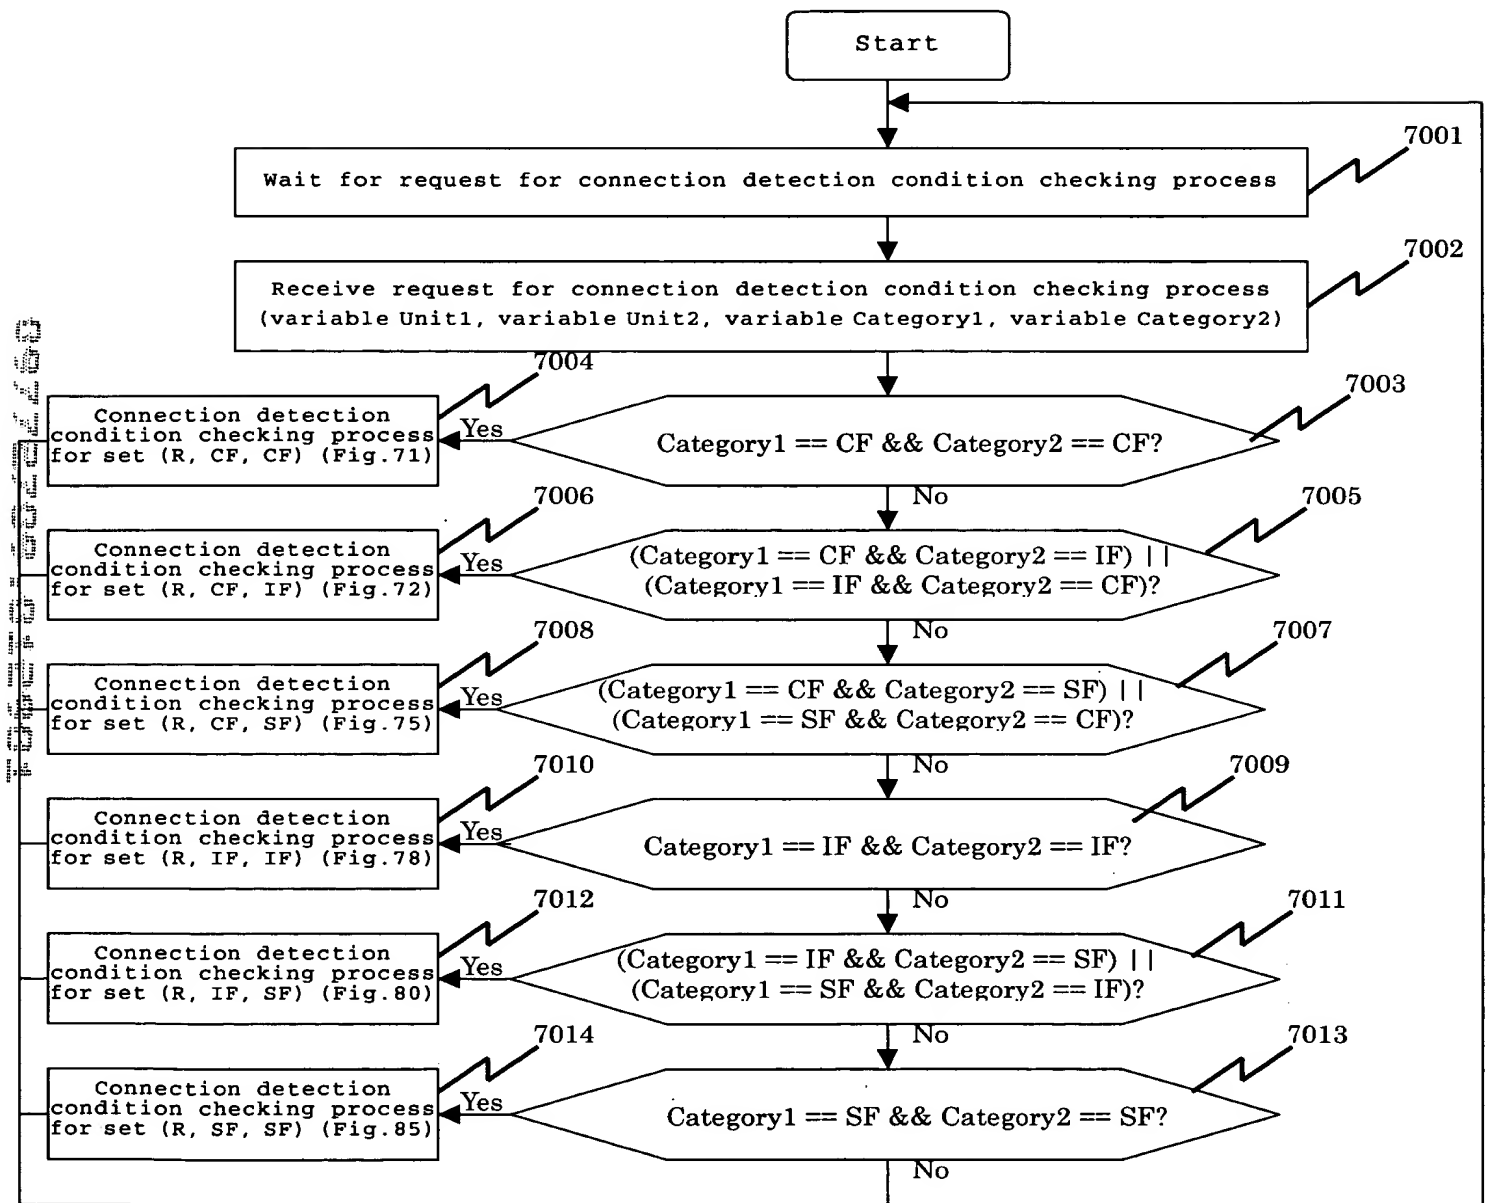 Start
7001
Wait for request for connection detection condition checking process
7002
Receive request for connection detection condition checking process
(variable Unit1, variable Unit2, variable Category1, variable Category2)
7004
7003
Connection detection
condition checking process
for set (R, CF, CF) (Fig.71)
Yes
Category1 == CF && Category2 == CF?
No
7006
7005
Connection detection
condition checking process
for set (R, CF, IF) (Fig.72)
Yes
(Category1 == CF && Category2 == IF) ||
(Category1 == IF && Category2 == CF)?
No
7008
7007
Connection detection
condition checking process
for set (R, CF, SF) (Fig.75)
Yes
(Category1 == CF && Category2 == SF) ||
(Category1 == SF && Category2 == CF)?
No
7010
7009
Connection detection
condition checking process
for set (R, IF, IF) (Fig.78)
Yes
Category1 == IF && Category2 == IF?
No
7012
7011
Connection detection
condition checking process
for set (R, IF, SF) (Fig.80)
Yes
(Category1 == IF && Category2 == SF) ||
(Category1 == SF && Category2 == IF)?
No
7014
7013
Connection detection
condition checking process
for set (R, SF, SF) (Fig.85)
Yes
Category1 == SF && Category2 == SF?
No